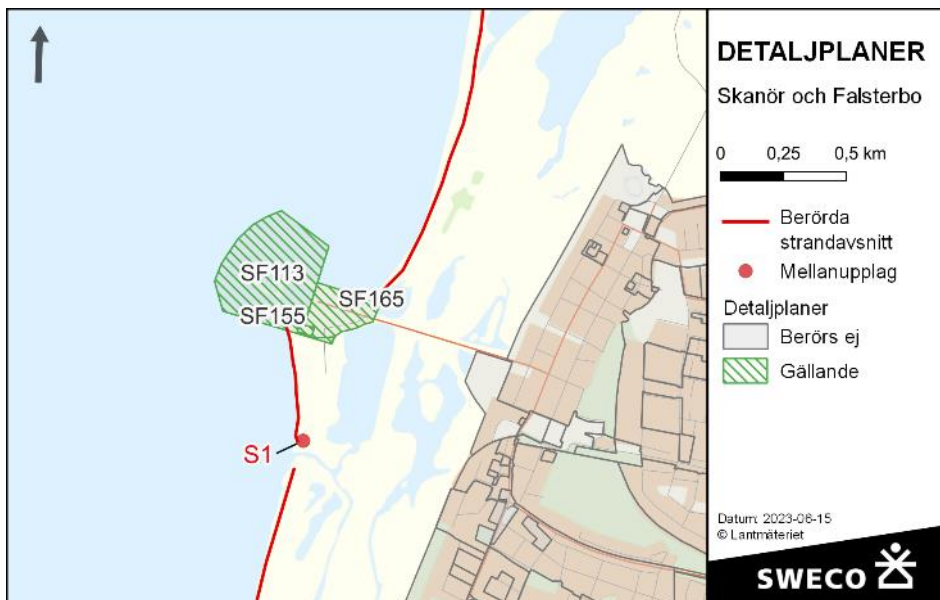 DETALJPLANER
Skanör och Falsterbo
0 0,25 0,5 km
Berörda
strandavsnitt
Mellanupplag
Detaljplaner
Berörs ej
Gällande
Datum: 2023-06-15
© Lantmäteriet
SWECO
SF113
SF165
SF155
S1